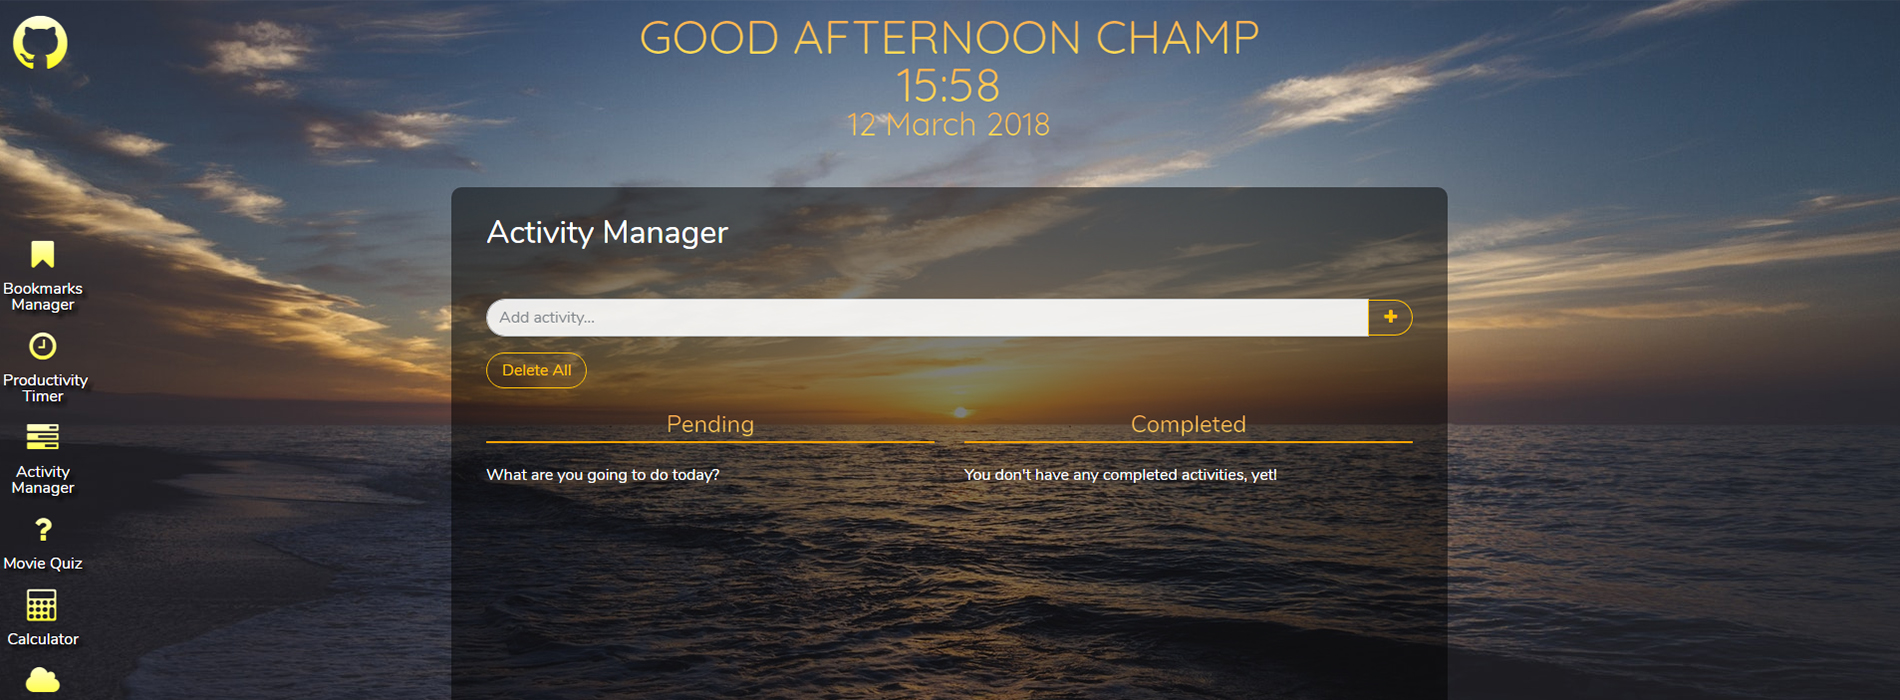 GOOD AFTERNOON CHAMP
15:58
12 March 2018
Bookmarks
Manager
Productivity
Timer
Activity
Manager
Movie Quiz
Calculator
Activity Manager
Add activity...
+
Delete All
Pending
Completed
What are you going to do today?
You don't have any completed activities, yet!